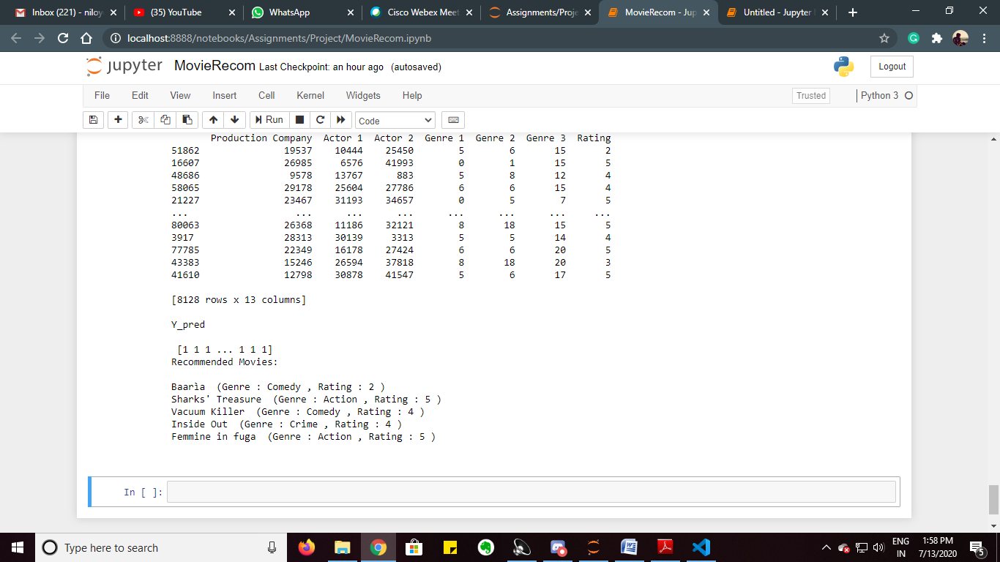 Inbox (221) - niloy
(35) YouTube
WhatsApp
Cisco Webex Meet
Assignments/Proje
MovieRecom - Jup
Untitled - Jupyter
localhost:8888/notebooks/Assignments/Project/MovieRecom.ipynb
jupyter MovieRecom Last Checkpoint: an hour ago (autosaved)
Logout
File Edit View Insert Cell Kernel Widgets Help
Trusted
Python 3
Run
Code
Production Company Actor 1 Actor 2 Genre 1 Genre 2 Genre 3 Rating
51862 19537 10444 25450 5 6 15 2
16607 26985 6576 41993 0 1 15 5
48686 9578 13767 883 5 8 12 4
58065 29178 25604 27786 6 6 15 4
21227 23467 31193 34657 0 5 7 5
... ... ... ... ... ... ... ...
80063 26368 11186 32121 8 18 15 5
3917 28313 30139 3313 5 5 14 4
77785 22349 16178 27424 6 6 20 5
43383 15246 26594 37818 8 18 20 3
41610 12798 30878 41547 5 6 17 5
[8128 rows x 13 columns]
Y_pred
[1 1 1 ... 1 1 1]
Recommended Movies:
Baarìa (Genre : Comedy , Rating : 2 )
Sharks' Treasure (Genre : Action , Rating : 5 )
Vacuum Killer (Genre : Comedy , Rating : 4 )
Inside Out (Genre : Crime , Rating : 4 )
Femmine in fuga (Genre : Action , Rating : 5 )
In [ ]:
Type here to search
ENG
IN
1:58 PM
7/13/2020
5